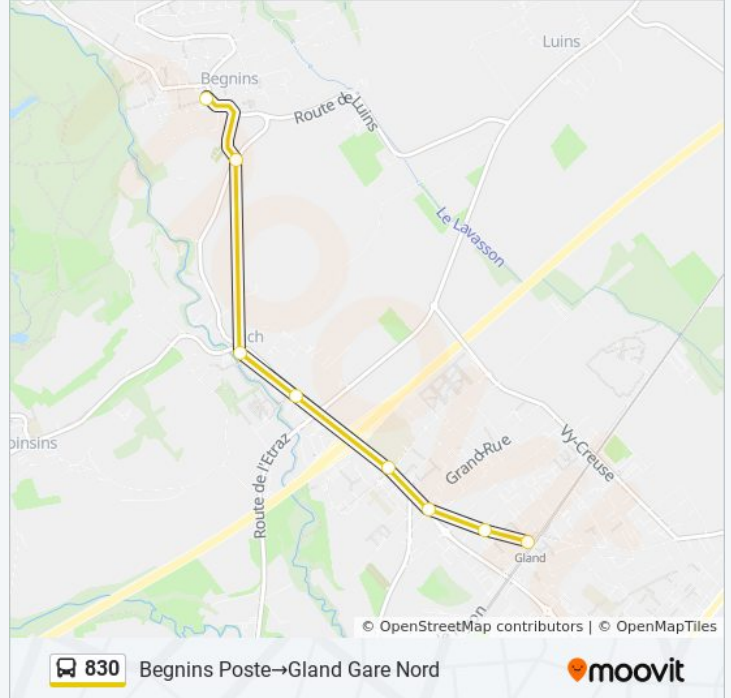 Luins
Begnins
Route de Luins
Le Lavasson
ch
Grand-Rue
Vy-Creuse
Route de l'Etraz
Gland
© OpenStreetMap contributors | © OpenMapTiles
830 Begnins Poste→Gland Gare Nord
moovit